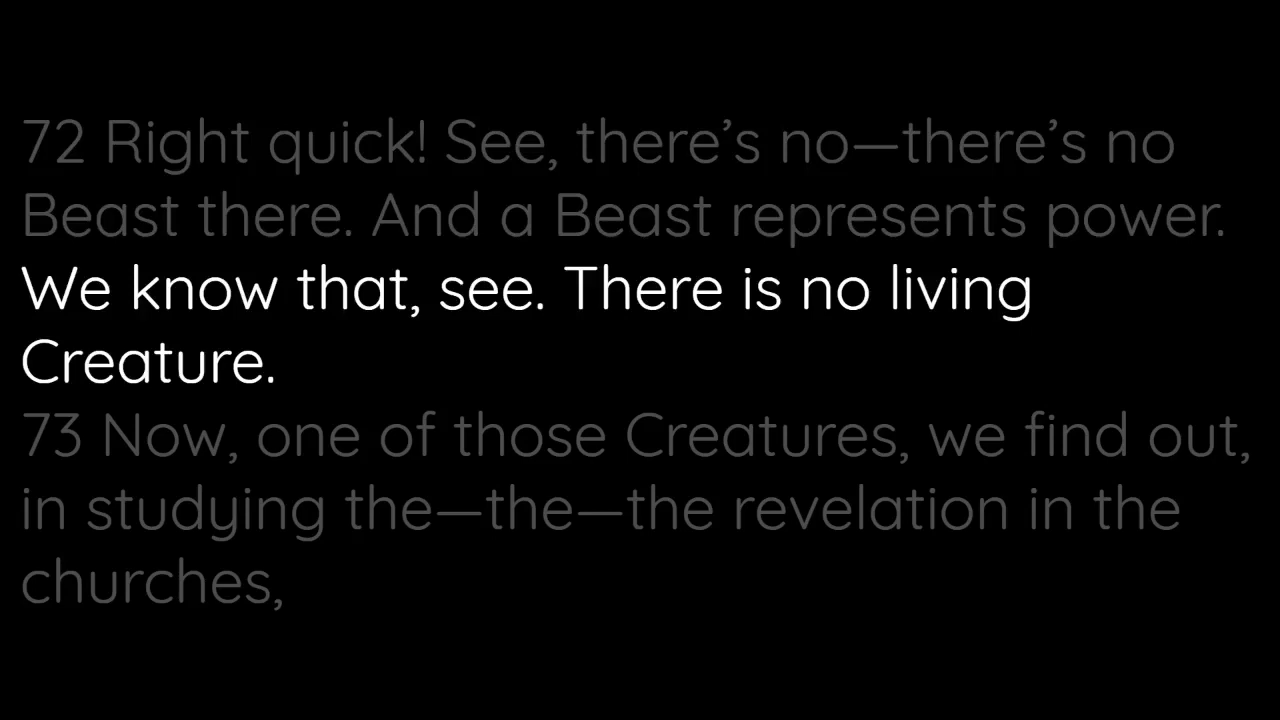 72 Right quick! See, there’s no—there’s no
Beast there. And a Beast represents power.
We know that, see. There is no living
Creature.
73 Now, one of those Creatures, we find out,
in studying the—the—the revelation in the
churches,